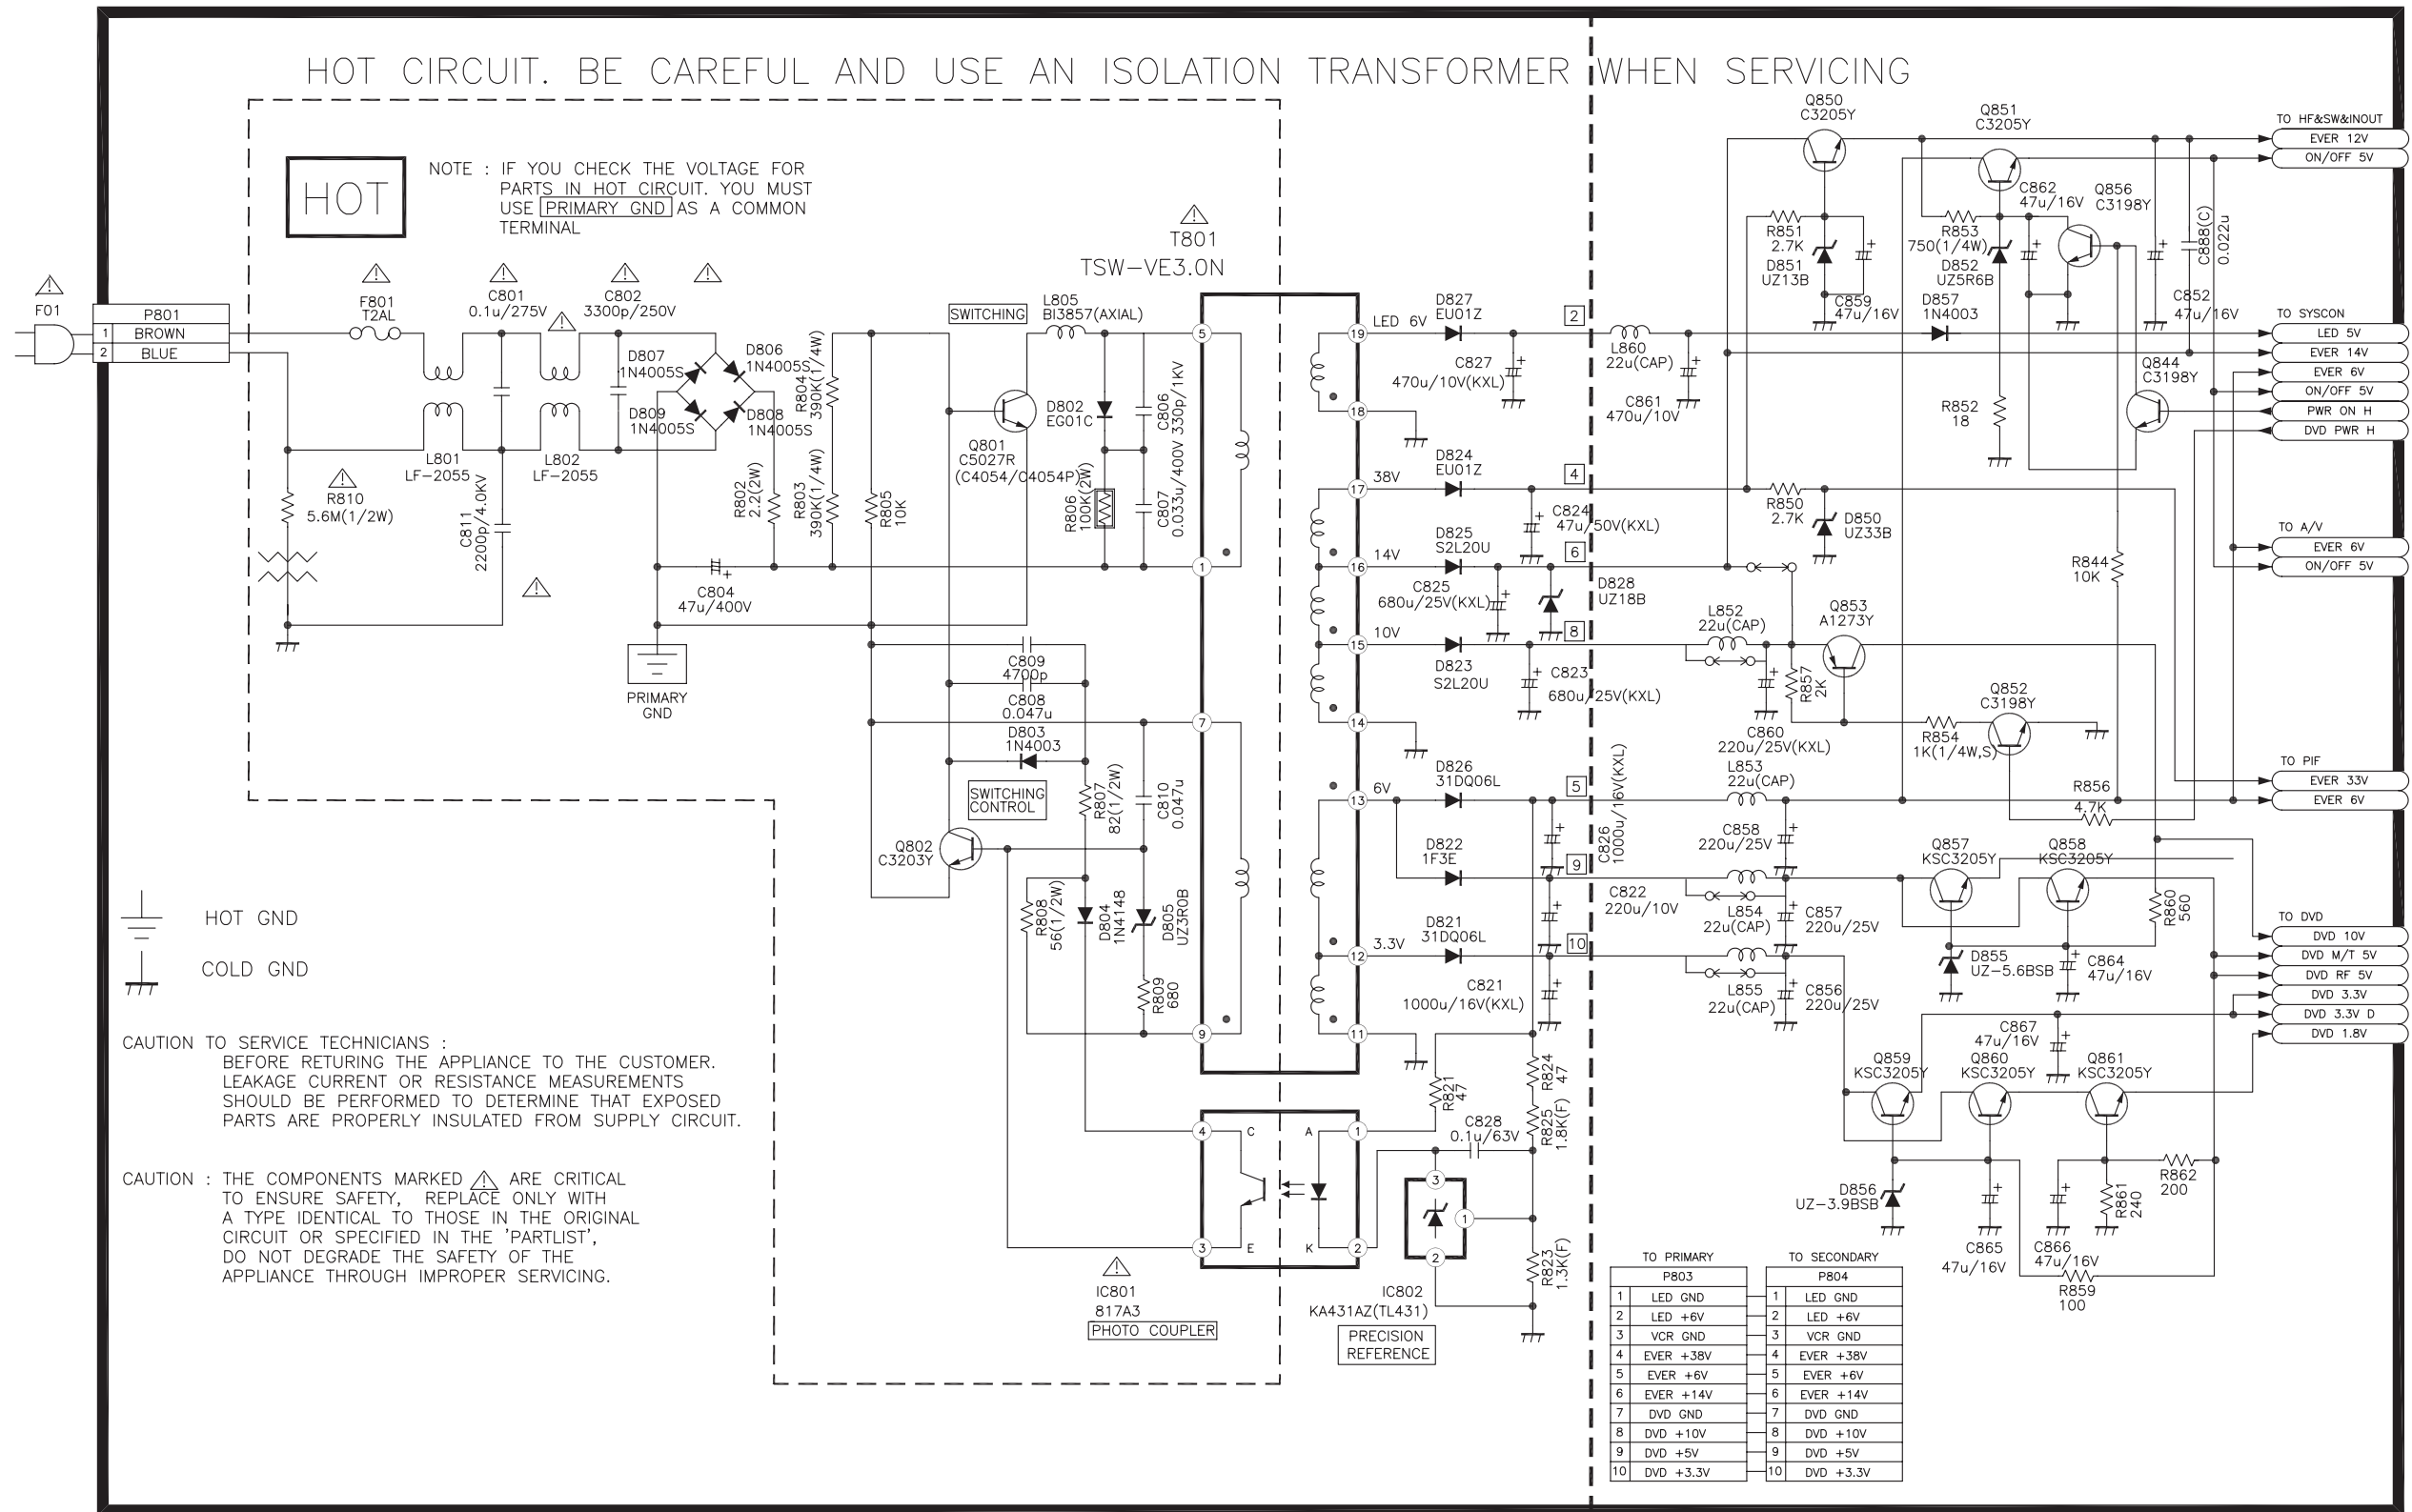 HOT CIRCUIT. BE CAREFUL AND USE AN ISOLATION TRANSFORMER WHEN SERVICING
HOT
NOTE : IF YOU CHECK THE VOLTAGE FOR
PARTS IN HOT CIRCUIT. YOU MUST
USE PRIMARY GND AS A COMMON
TERMINAL
F01
P801
1 BROWN
2 BLUE
F801
T2AL
C801
0.1u/275V
C802
3300p/250V
L801
LF-2055
L802
LF-2055
R810
5.6M(1/2W)
C811
2200p/4.0KV
D807
1N4005S
D806
1N4005S
D809
1N4005S
D808
1N4005S
R802
2.2(2W)
R804
390K(1/4W)
R803
390K(1/4W)
R805
10K
C804
47u/400V
PRIMARY
GND
SWITCHING
L805
BI3857(AXIAL)
Q801
C5027R
(C4054/C4054P)
D802
EG01C
C806
330p/1KV
R806
100K(2W)
C807
0.033u/400V
T801
TSW-VE3.0N
5
1
7
9
C809
4700p
C808
0.047u
D803
1N4003
SWITCHING
CONTROL
R807
82(1/2W)
C810
0.047u
Q802
C3203Y
R808
56(1/2W)
D804
1N4148
D805
UZ3R0B
R809
680
19
18
17
16
15
14
13
12
11
LED 6V
38V
14V
10V
6V
3.3V
D827
EU01Z
C827
470u/10V(KXL)
2
D824
EU01Z
4
C824
47u/50V(KXL)
D825
S2L20U
6
C825
680u/25V(KXL)
D828
UZ18B
8
D823
S2L20U
C823
680u/25V(KXL)
D826
31DQ06L
5
C826
1000u/16V(KXL)
D822
1F3E
9
C822
220u/10V
D821
31DQ06L
10
C821
1000u/16V(KXL)
R821
47
R824
47
R825
1.8K(F)
C828
0.1u/63V
R823
1.3K(F)
4 C A 1
3 E K 2
3
1
2
IC801
817A3
PHOTO COUPLER
IC802
KA431AZ(TL431)
PRECISION
REFERENCE
L860
22u(CAP)
C861
470u/10V
Q850
C3205Y
Q851
C3205Y
R851
2.7K
D851
UZ13B
C859
47u/16V
R853
750(1/4W)
D852
UZ5R6B
C862
47u/16V
Q856
C3198Y
C852
47u/16V
C888(C)
0.022u
D857
1N4003
R852
18
Q844
C3198Y
R850
2.7K
D850
UZ33B
R844
10K
L852
22u(CAP)
Q853
A1273Y
R857
2K
C860
220u/25V(KXL)
R854
1K(1/4W,S)
Q852
C3198Y
R856
4.7K
L853
22u(CAP)
C858
220u/25V
L854
22u(CAP)
C857
220u/25V
L855
22u(CAP)
C856
220u/25V
Q857
KSC3205Y
Q858
KSC3205Y
R860
560
D855
UZ-5.6BSB
C864
47u/16V
C867
47u/16V
Q859
KSC3205Y
Q860
KSC3205Y
Q861
KSC3205Y
D856
UZ-3.9BSB
C865
47u/16V
C866
47u/16V
R861
240
R862
200
R859
100
TO HF&SW&INOUT
EVER 12V
ON/OFF 5V
TO SYSCON
LED 5V
EVER 14V
EVER 6V
ON/OFF 5V
PWR ON H
DVD PWR H
TO A/V
EVER 6V
ON/OFF 5V
TO PIF
EVER 33V
EVER 6V
TO DVD
DVD 10V
DVD M/T 5V
DVD RF 5V
DVD 3.3V
DVD 3.3V D
DVD 1.8V
HOT GND
COLD GND
CAUTION TO SERVICE TECHNICIANS :
BEFORE RETURING THE APPLIANCE TO THE CUSTOMER.
LEAKAGE CURRENT OR RESISTANCE MEASUREMENTS
SHOULD BE PERFORMED TO DETERMINE THAT EXPOSED
PARTS ARE PROPERLY INSULATED FROM SUPPLY CIRCUIT.
CAUTION : THE COMPONENTS MARKED ! ARE CRITICAL
TO ENSURE SAFETY, REPLACE ONLY WITH
A TYPE IDENTICAL TO THOSE IN THE ORIGINAL
CIRCUIT OR SPECIFIED IN THE 'PARTLIST',
DO NOT DEGRADE THE SAFETY OF THE
APPLIANCE THROUGH IMPROPER SERVICING.
TO PRIMARY TO SECONDARY
P803 P804
1 LED GND 1 LED GND
2 LED +6V 2 LED +6V
3 VCR GND 3 VCR GND
4 EVER +38V 4 EVER +38V
5 EVER +6V 5 EVER +6V
6 EVER +14V 6 EVER +14V
7 DVD GND 7 DVD GND
8 DVD +10V 8 DVD +10V
9 DVD +5V 9 DVD +5V
10 DVD +3.3V 10 DVD +3.3V